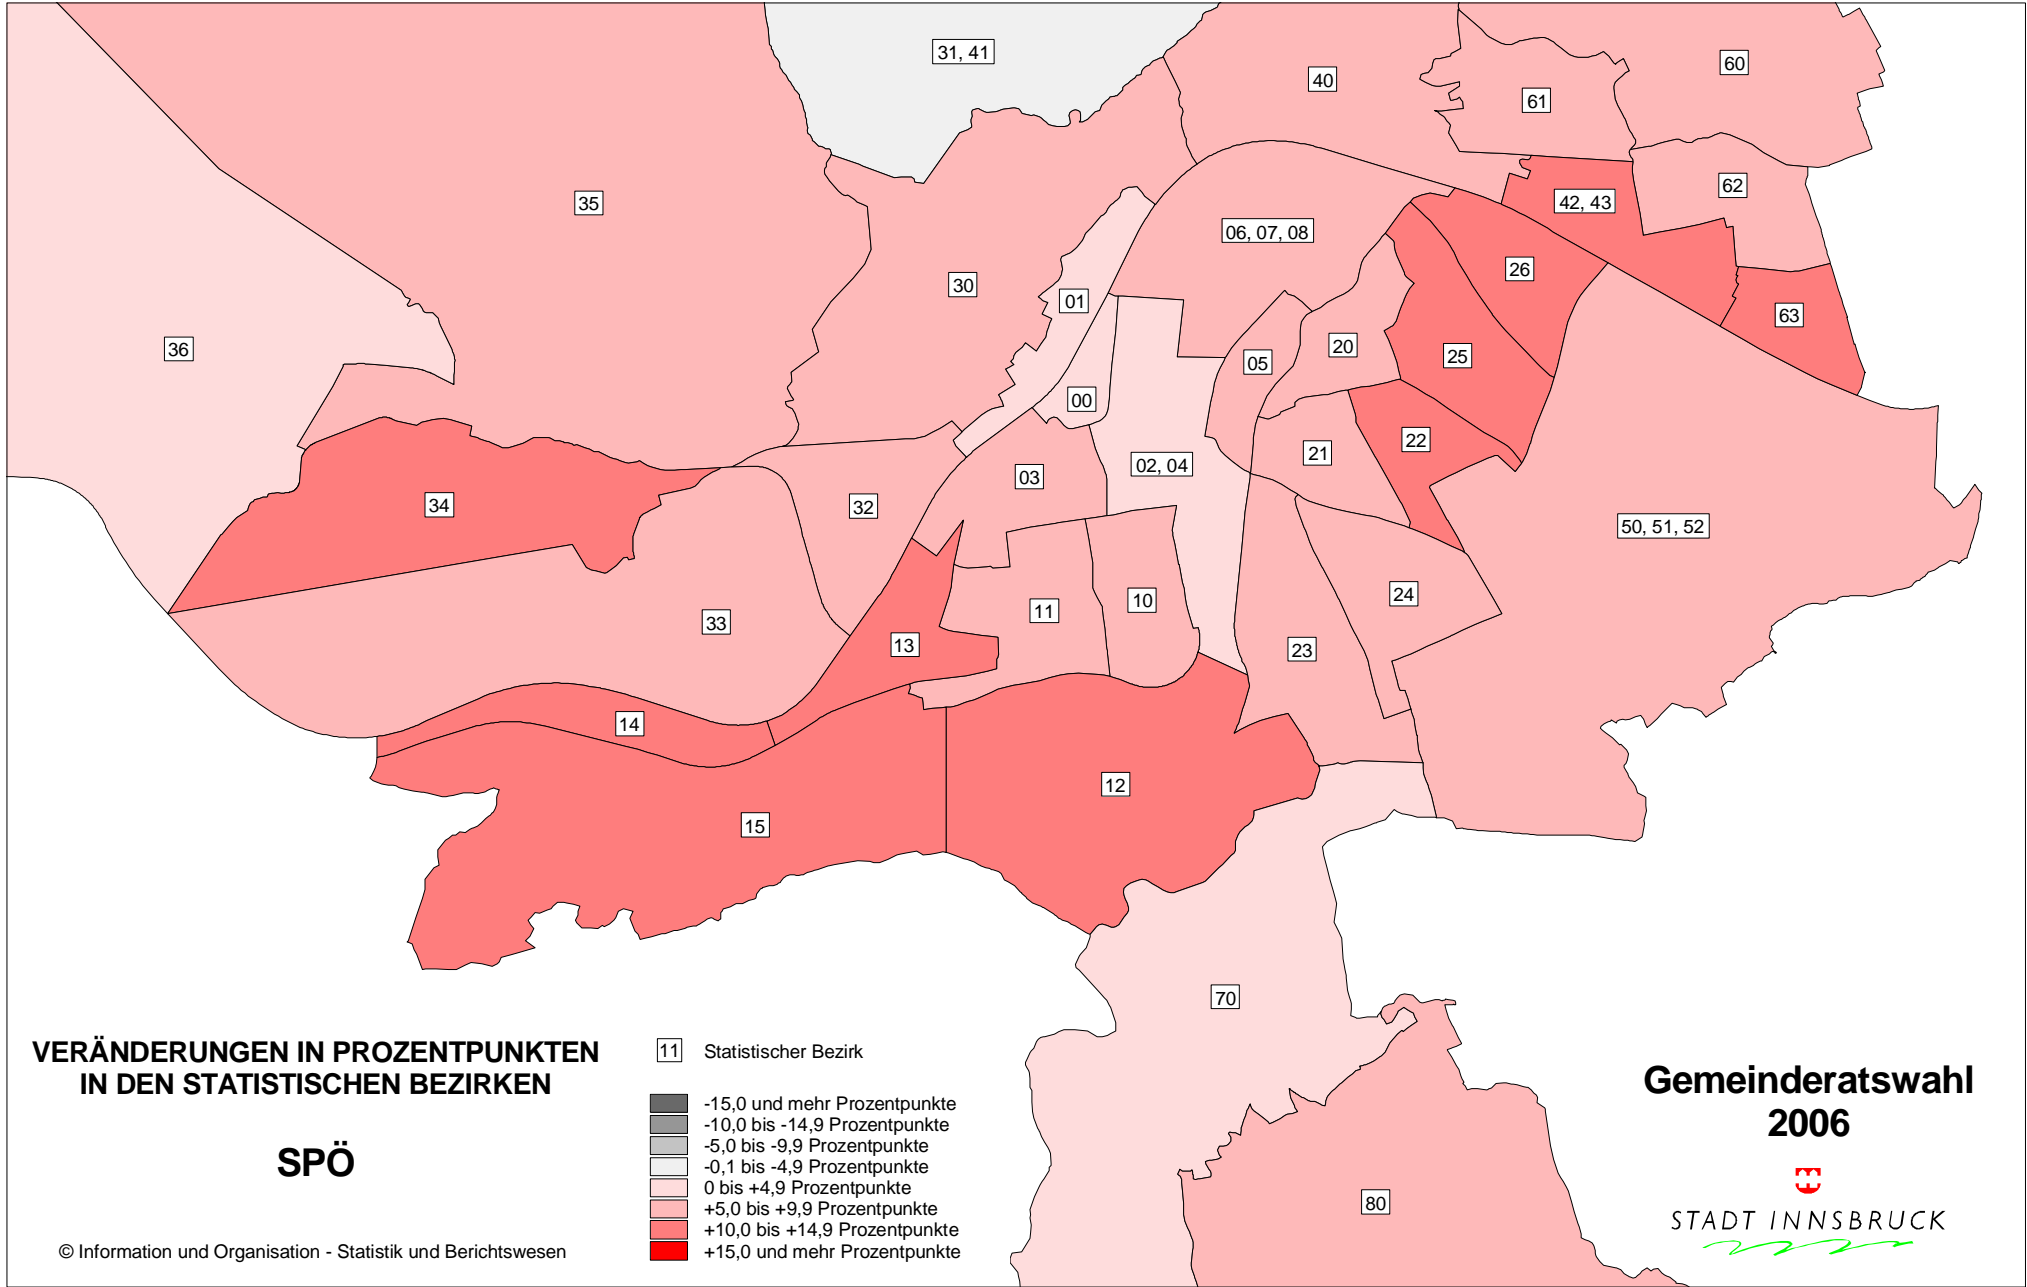 31, 41
40
60
61
35
62
42, 43
06, 07, 08
26
30
01
63
36
20
25
05
00
22
21
02, 04
03
34
32
50, 51, 52
24
10
11
33
13
23
14
12
15
70
80
VERÄNDERUNGEN IN PROZENTPUNKTEN
IN DEN STATISTISCHEN BEZIRKEN
SPÖ
© Information und Organisation - Statistik und Berichtswesen
11 Statistischer Bezirk
-15,0 und mehr Prozentpunkte
-10,0 bis -14,9 Prozentpunkte
-5,0 bis -9,9 Prozentpunkte
-0,1 bis -4,9 Prozentpunkte
0 bis +4,9 Prozentpunkte
+5,0 bis +9,9 Prozentpunkte
+10,0 bis +14,9 Prozentpunkte
+15,0 und mehr Prozentpunkte
Gemeinderatswahl
2006
STADT INNSBRUCK